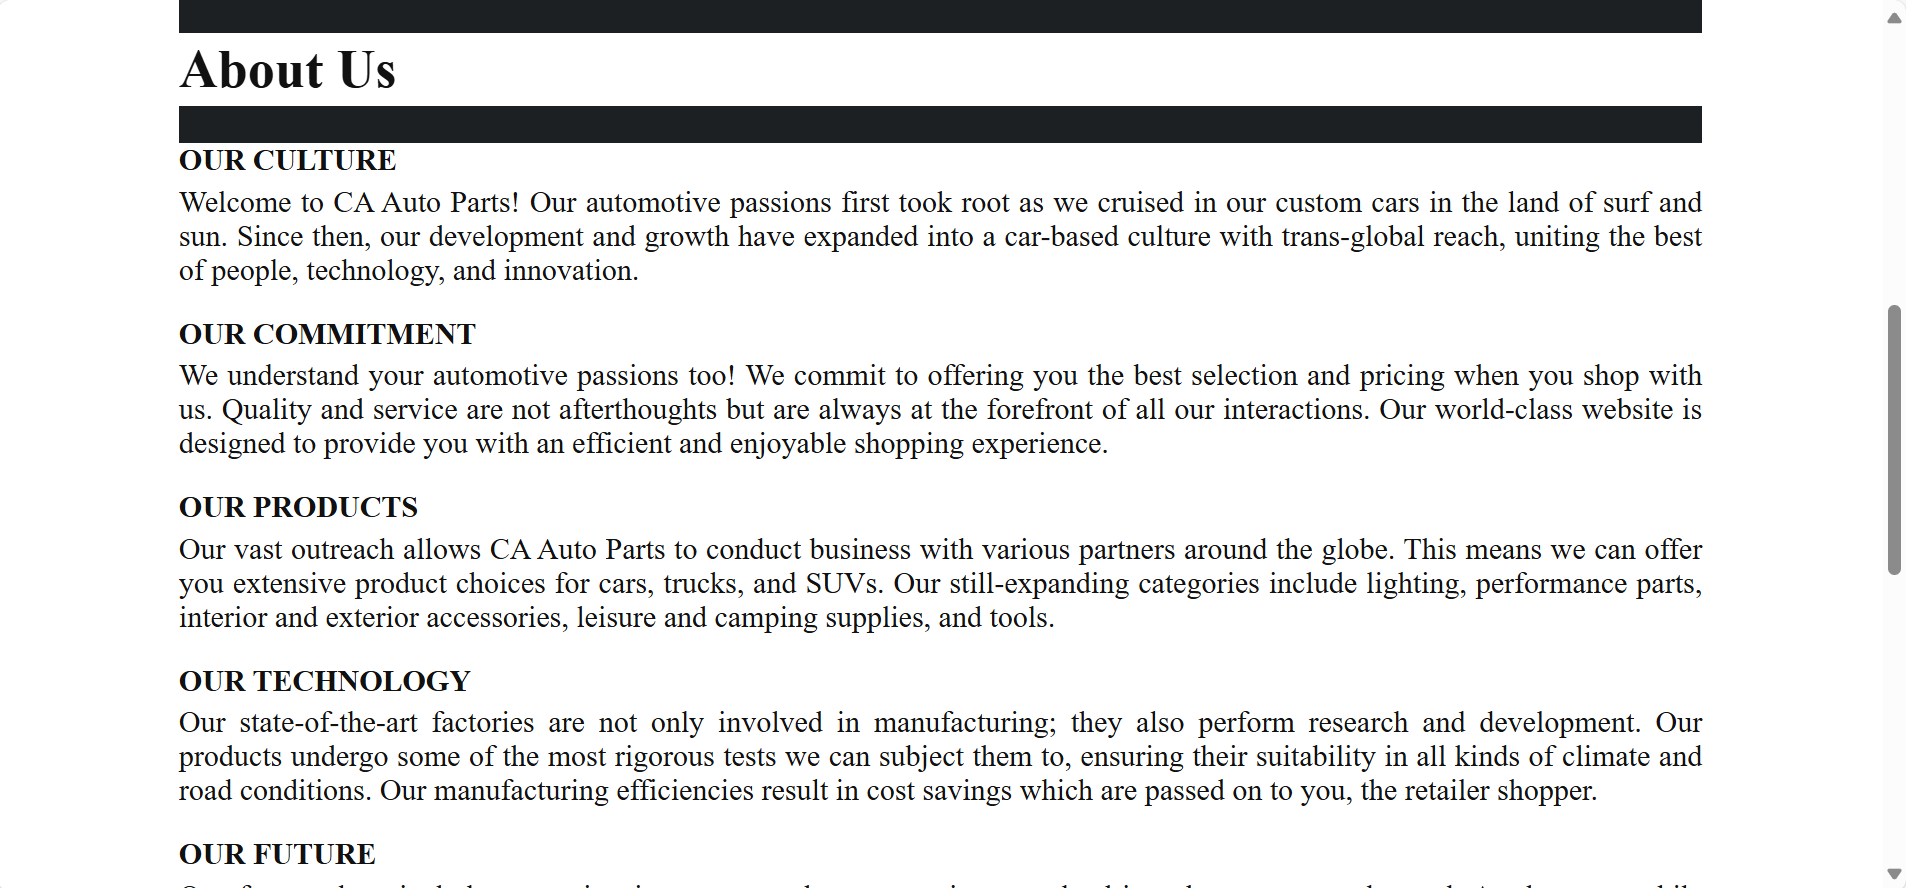 About Us
OUR CULTURE
Welcome to CA Auto Parts! Our automotive passions first took root as we cruised in our custom cars in the land of surf and
sun. Since then, our development and growth have expanded into a car-based culture with trans-global reach, uniting the best
of people, technology, and innovation.
OUR COMMITMENT
We understand your automotive passions too! We commit to offering you the best selection and pricing when you shop with
us. Quality and service are not afterthoughts but are always at the forefront of all our interactions. Our world-class website is
designed to provide you with an efficient and enjoyable shopping experience.
OUR PRODUCTS
Our vast outreach allows CA Auto Parts to conduct business with various partners around the globe. This means we can offer
you extensive product choices for cars, trucks, and SUVs. Our still-expanding categories include lighting, performance parts,
interior and exterior accessories, leisure and camping supplies, and tools.
OUR TECHNOLOGY
Our state-of-the-art factories are not only involved in manufacturing; they also perform research and development. Our
products undergo some of the most rigorous tests we can subject them to, ensuring their suitability in all kinds of climate and
road conditions. Our manufacturing efficiencies result in cost savings which are passed on to you, the retailer shopper.
OUR FUTURE